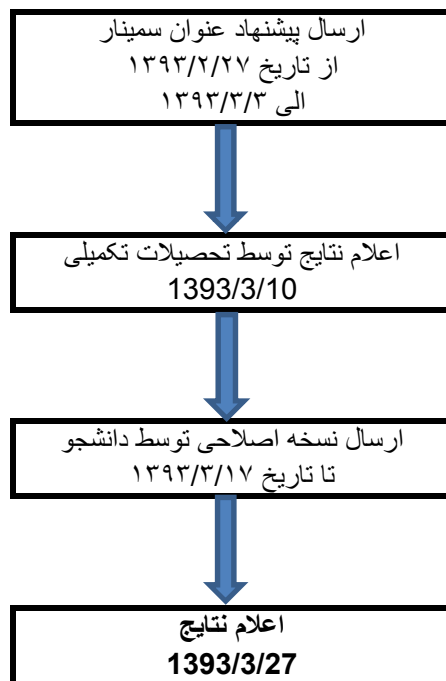 ارسال پیشنهاد عنوان سمینار
از تاریخ ۱۳۹۳/۲/۲۷
الی ۱۳۹۳/۳/۳
اعلام نتایج توسط تحصیلات تکمیلی
1393/3/10
ارسال نسخه اصلاحی توسط دانشجو
تا تاریخ ۱۳۹۳/۳/۱۷
اعلام نتایج
1393/3/27